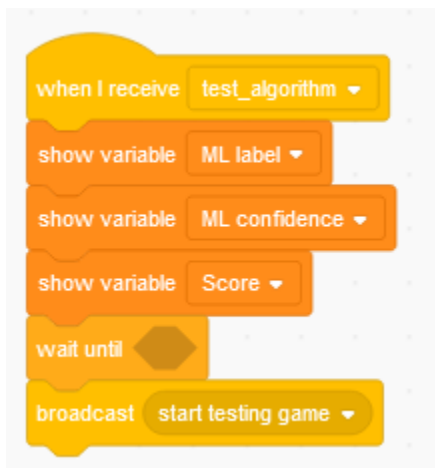 when I receive test_algorithm
show variable ML label
show variable ML confidence
show variable Score
wait until
broadcast start testing game